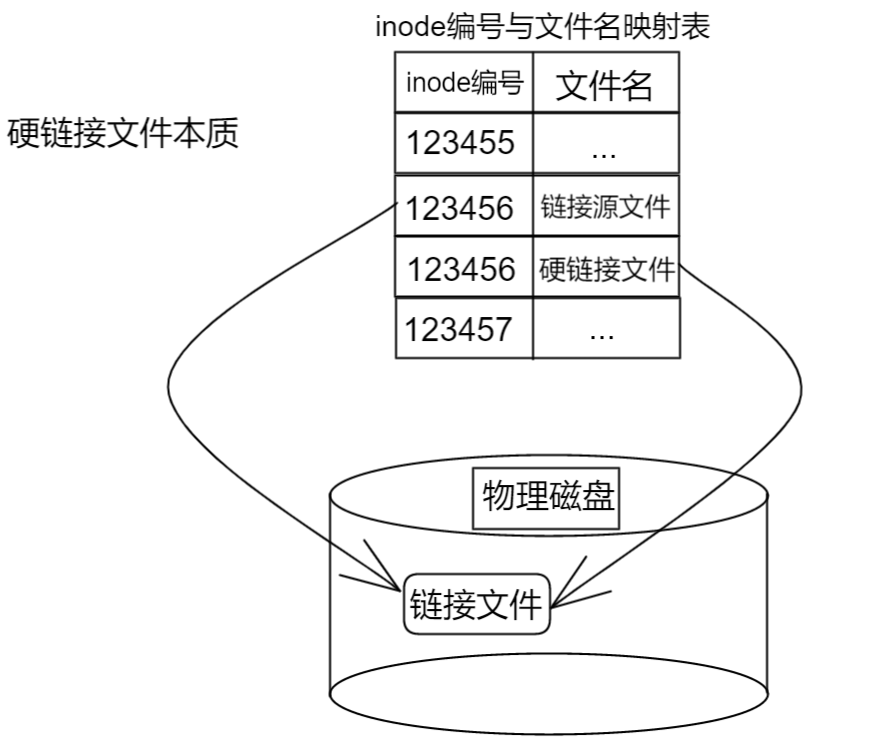 inode编号与文件名映射表
硬链接文件本质
inode编号 文件名
123455 ...
123456 链接源文件
123456 硬链接文件
123457 ...
物理磁盘
链接文件